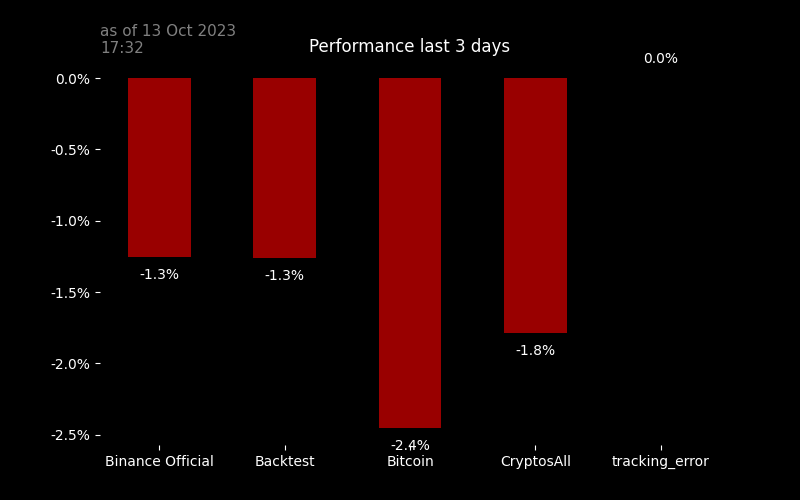 as of 13 Oct 2023
17:32
Performance last 3 days
0.0%
0.0%
-0.5%
-1.0%
-1.3%
-1.3%
-1.5%
-1.8%
-2.0%
-2.5%
-2.4%
Binance Official
Backtest
Bitcoin
CryptosAll
tracking_error